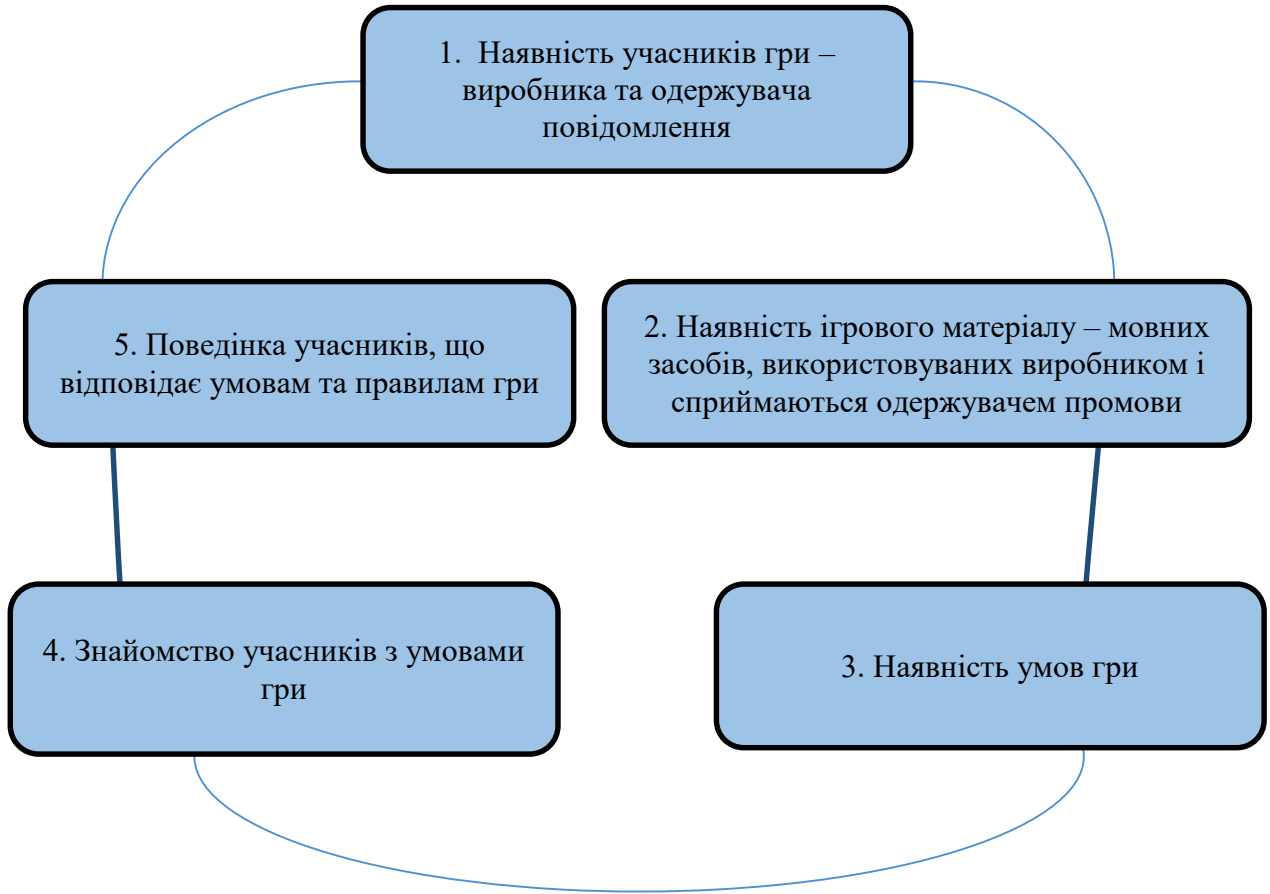 1. Наявність учасників гри –
виробника та одержувача
повідомлення
2. Наявність ігрового матеріалу – мовних
засобів, використовуваних виробником і
сприймаються одержувачем промови
3. Наявність умов гри
4. Знайомство учасників з умовами
гри
5. Поведінка учасників, що
відповідає умовам та правилам гри